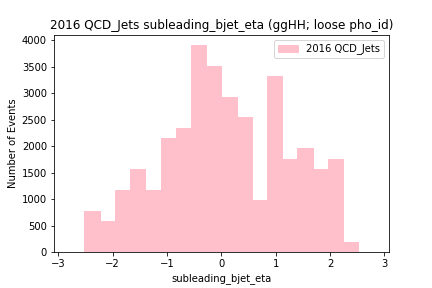 2016 QCD_Jets subleading_bjet_eta (ggHH; loose pho_id)
2016 QCD_Jets
Number of Events
4000
3500
3000
2500
2000
1500
1000
500
0
−3 −2 −1 0 1 2 3
subleading_bjet_eta